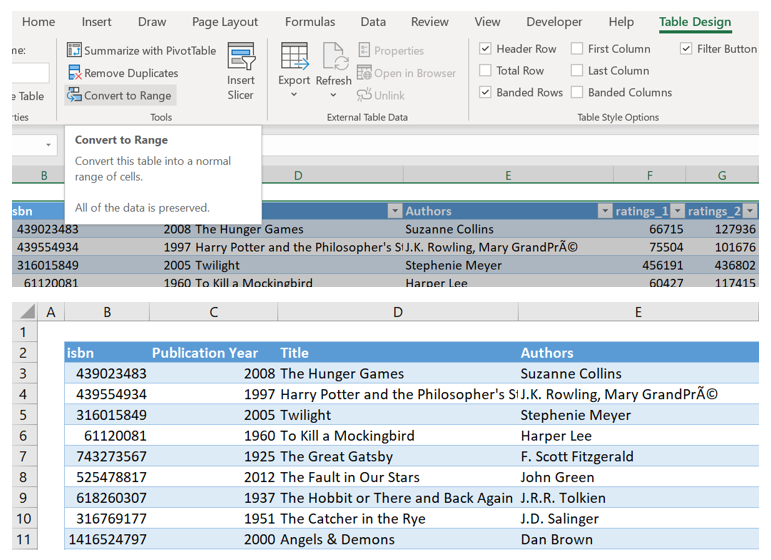 Home Insert Draw Page Layout Formulas Data Review View Developer Help Table Design
me: Summarize with PivotTable Properties Header Row First Column Filter Button
Remove Duplicates Insert Slicer Export Refresh Open in Browser Total Row Last Column
e Table Convert to Range Unlink Banded Rows Banded Columns
ties Tools External Table Data Table Style Options
Convert to Range
Convert this table into a normal
range of cells.
All of the data is preserved.
B D E F G
isbn Authors ratings_1 ratings_2
439023483 2008 The Hunger Games Suzanne Collins 66715 127936
439554934 1997 Harry Potter and the Philosopher's St J.K. Rowling, Mary GrandPrÃ© 75504 101676
316015849 2005 Twilight Stephenie Meyer 456191 436802
61120081 1960 To Kill a Mockingbird Harper Lee 60427 117415
A B C D E
1
2 isbn Publication Year Title Authors
3 439023483 2008 The Hunger Games Suzanne Collins
4 439554934 1997 Harry Potter and the Philosopher's St J.K. Rowling, Mary GrandPrÃ©
5 316015849 2005 Twilight Stephenie Meyer
6 61120081 1960 To Kill a Mockingbird Harper Lee
7 743273567 1925 The Great Gatsby F. Scott Fitzgerald
8 525478817 2012 The Fault in Our Stars John Green
9 618260307 1937 The Hobbit or There and Back Again J.R.R. Tolkien
10 316769177 1951 The Catcher in the Rye J.D. Salinger
11 1416524797 2000 Angels & Demons Dan Brown